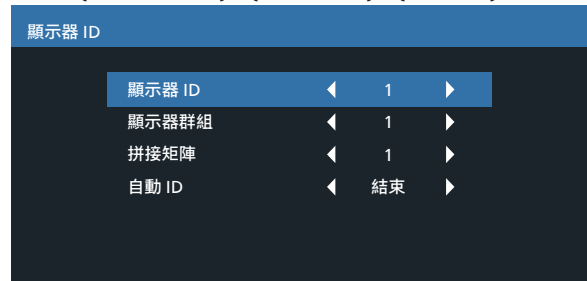 顯示器 ID
顯示器 ID 1
顯示器群組 1
拼接矩陣 1
自動 ID 結束